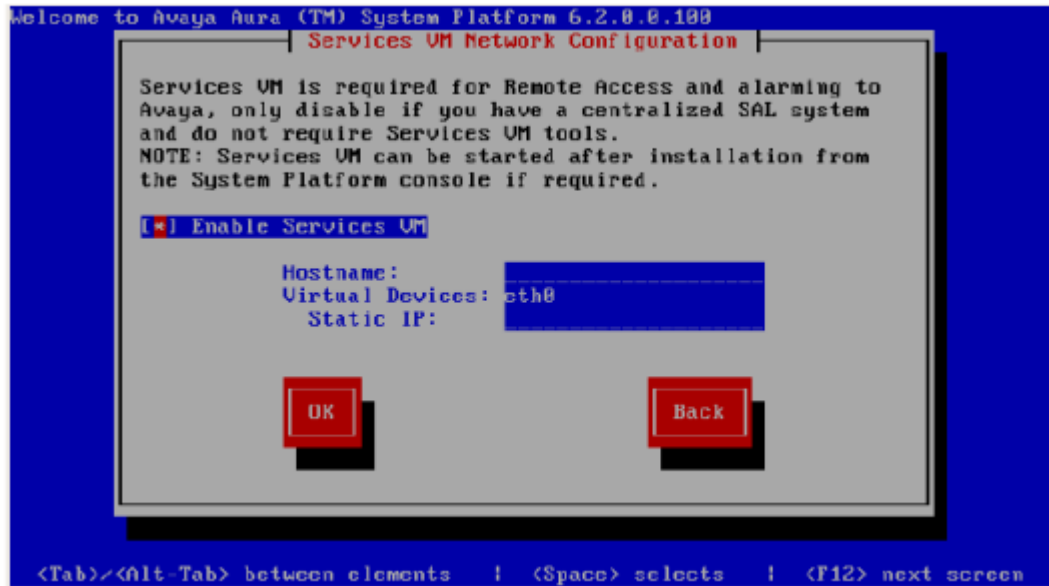 Welcome to Avaya Aura (TM) System Platform 6.2.0.0.100
Services VM Network Configuration
Services VM is required for Remote Access and alarming to
Avaya, only disable if you have a centralized SAL system
and do not require Services VM tools.
NOTE: Services VM can be started after installation from
the System Platform console if required.
[*] Enable Services VM
Hostname:
Virtual Devices: eth0
Static IP:
OK Back
<Tab>/<Alt-Tab> between elements | <Space> selects | <F12> next screen